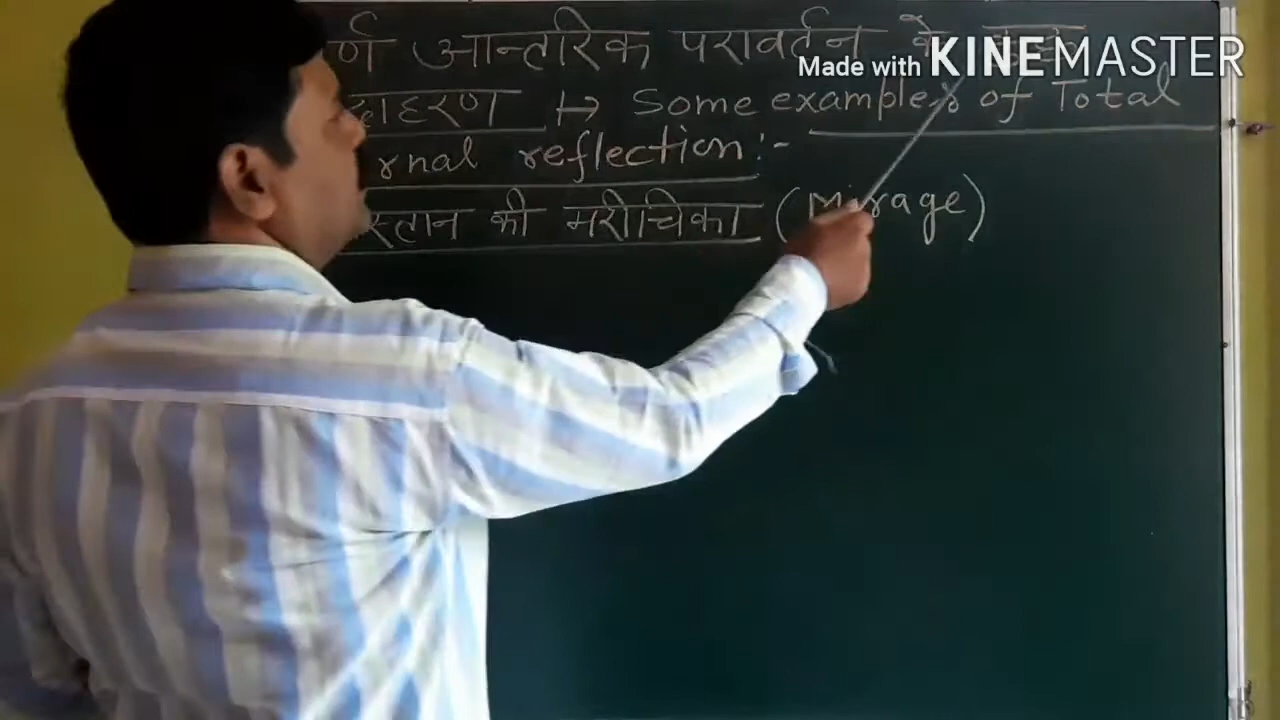 र्ण आन्तरिक परावर्तन के
Made with KINEMASTER
दाहरण ↦ Some examples of Total
rnal reflection:-
स्तान की मरीचिका (Mirage)